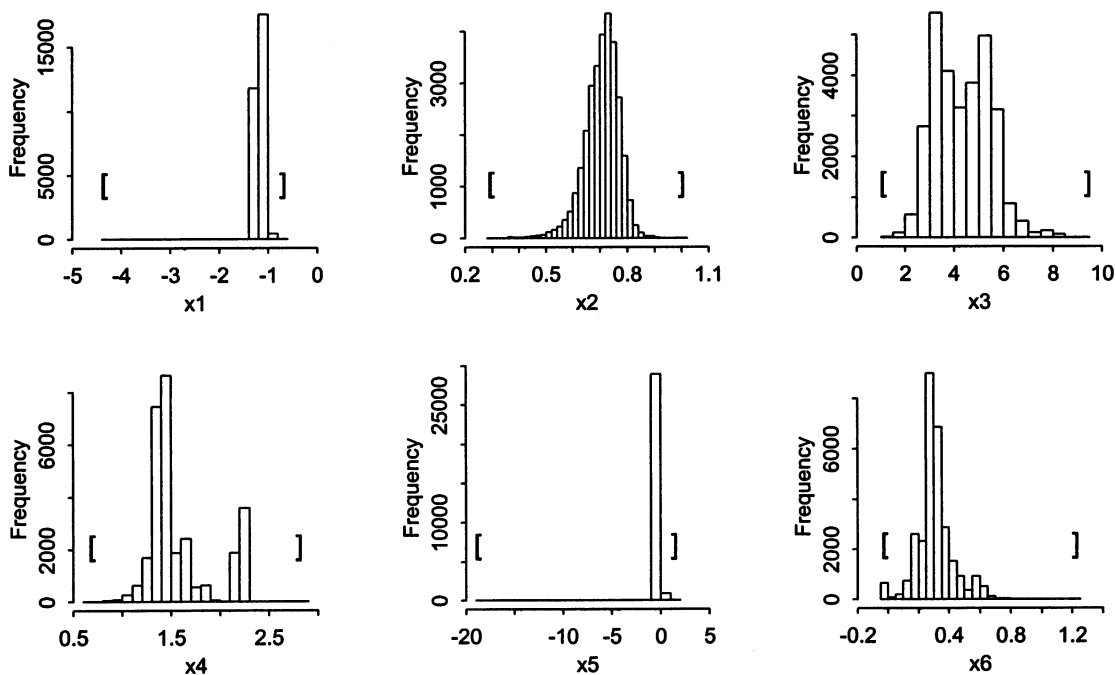 Frequency
15000
5000
0
[ ]
-5 -4 -3 -2 -1 0
x1
Frequency
3000
1000
0
[ ]
0.2 0.5 0.8 1.1
x2
Frequency
4000
2000
0
[ ]
0 2 4 6 8 10
x3
Frequency
6000
2000
0
[ ]
0.5 1.5 2.5
x4
Frequency
25000
10000
0
[ ]
-20 -10 -5 0 5
x5
Frequency
6000
2000
0
[ ]
-0.2 0.4 0.8 1.2
x6